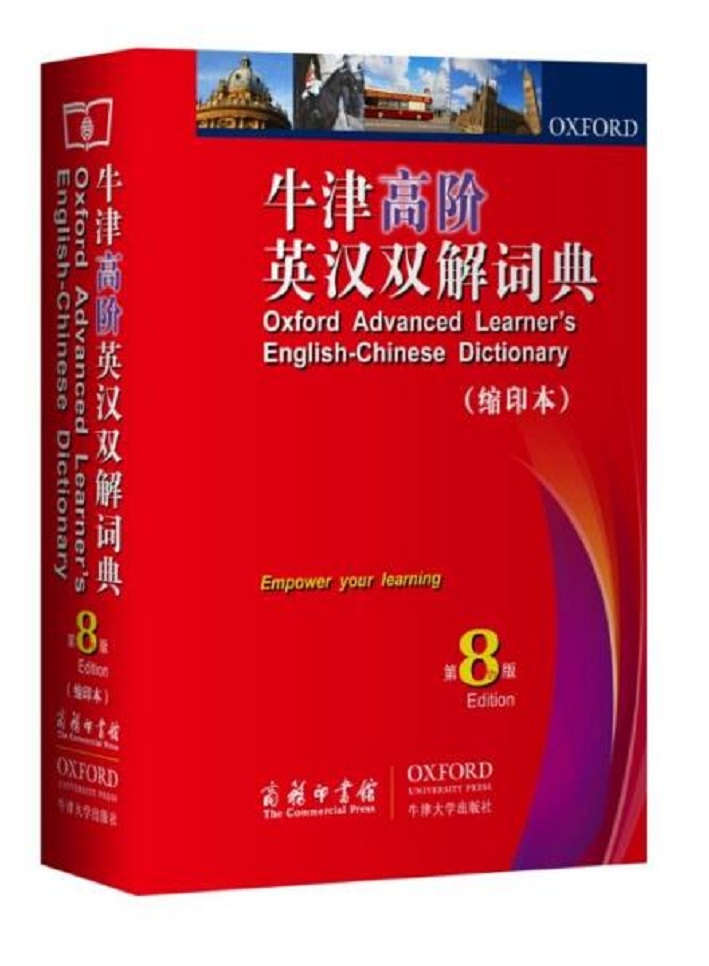 OXFORD
牛津高阶
英汉双解词典
Oxford Advanced Learner's
English-Chinese Dictionary
(缩印本)
Empower your learning
第8版
Edition
商务印书馆
The Commercial Press
OXFORD
UNIVERSITY PRESS
牛津大学出版社
牛津高阶英汉双解词典
Oxford Advanced Learner's
English-Chinese Dictionary
第8版
Edition
(缩印本)
商务印书馆
The Commercial Press
OXFORD
UNIVERSITY PRESS
牛津大学出版社